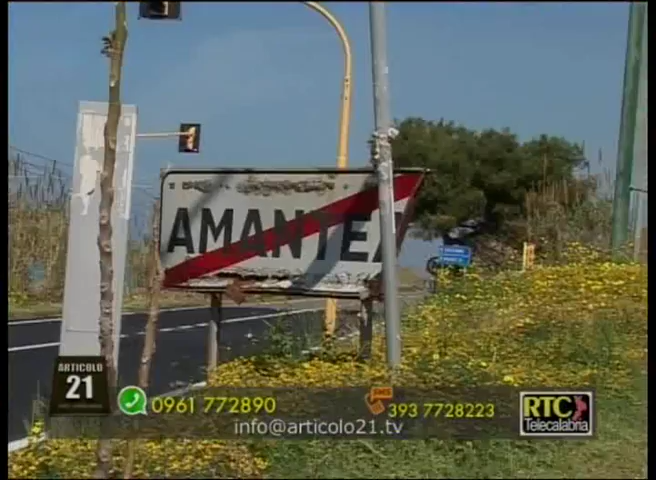 AMANTEA
ARTICOLO
21
0961 772890
393 7728223
info@articolo21.tv
RTC
Telecalabria